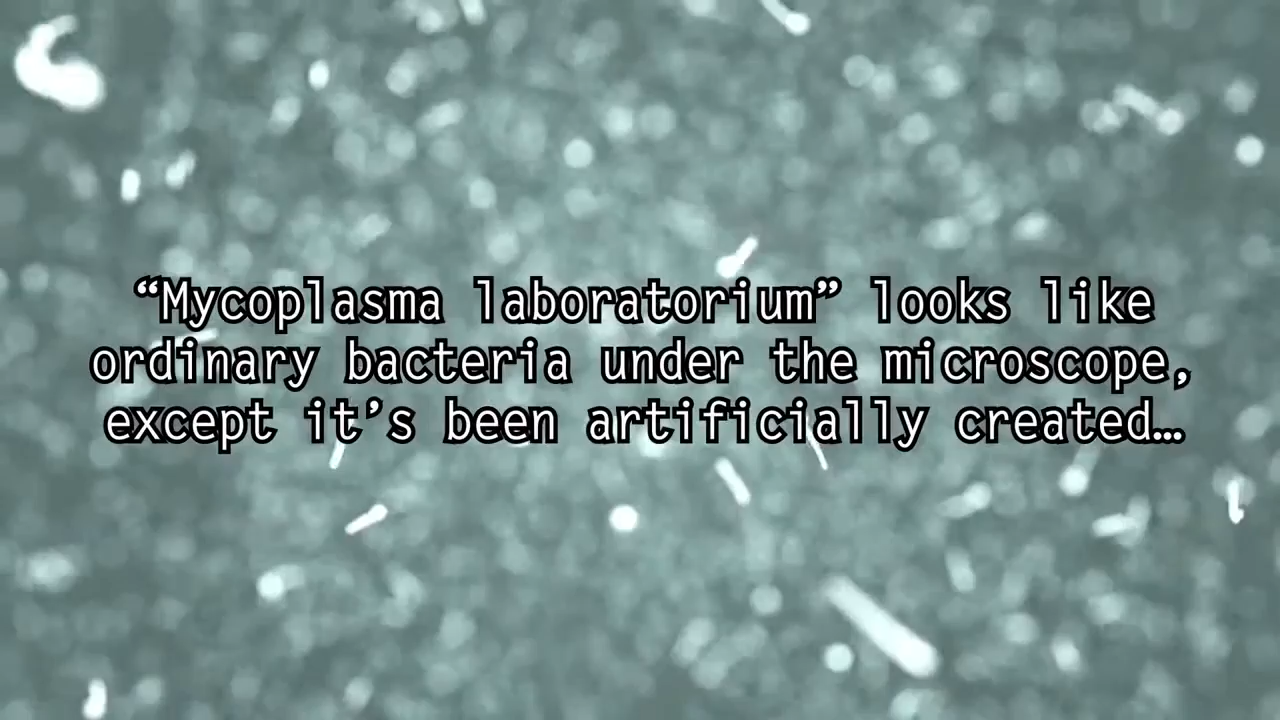 “Mycoplasma laboratorium” looks like
ordinary bacteria under the microscope,
except it’s been artificially created…